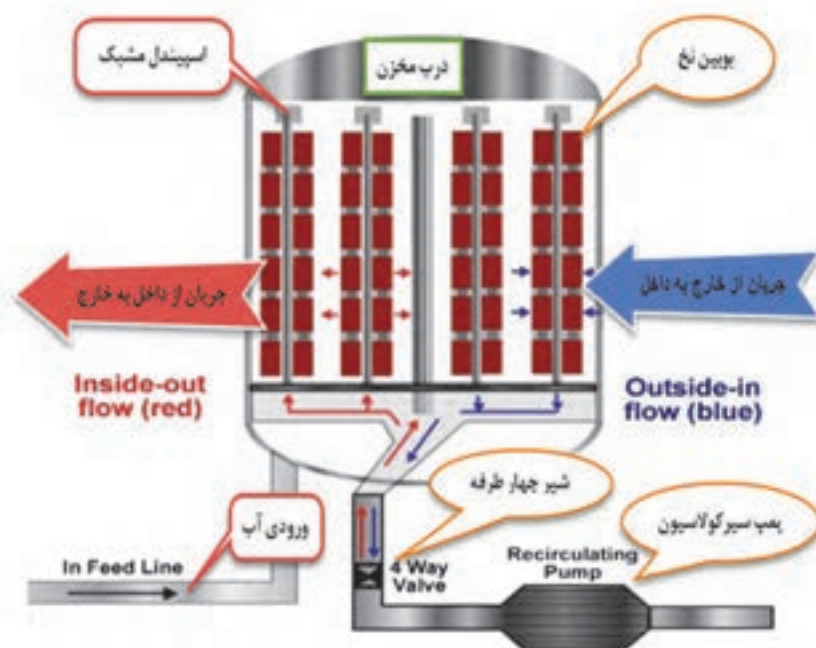 اسپیندل مشبک
درب مخزن
بوبین نخ
جریان از داخل به خارج
جریان از خارج به داخل
Inside-out
flow (red)
Outside-in
flow (blue)
شیر چهار طرفه
ورودی آب
پمپ سیرکولاسیون
In Feed Line
4 Way
Valve
Recirculating
Pump